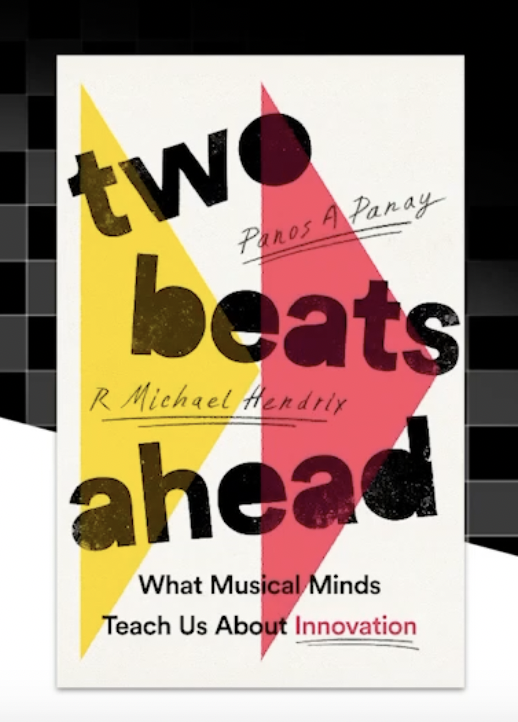 two
Panos A Panay
beats
R Michael Hendrix
ahead
What Musical Minds
Teach Us About Innovation